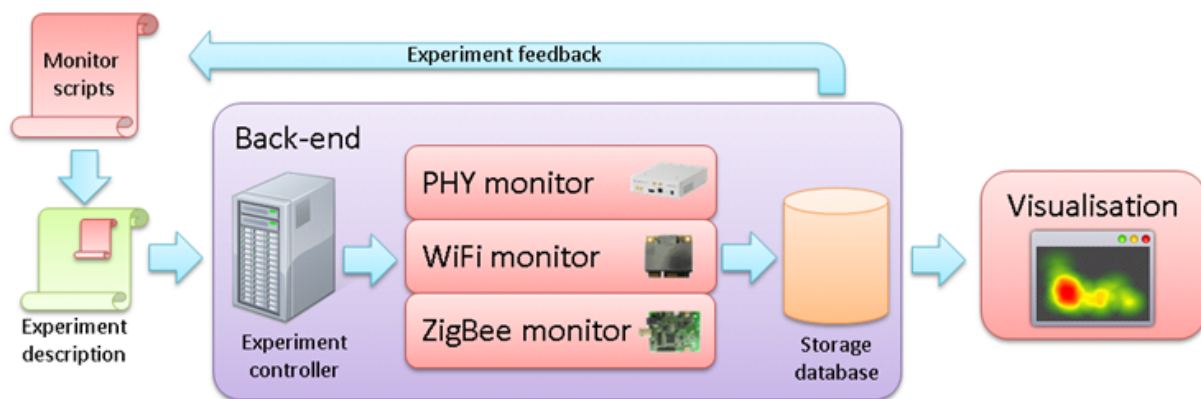 Monitor
scripts
Experiment feedback
Back-end
PHY monitor
WiFi monitor
ZigBee monitor
Experiment
controller
Storage
database
Visualisation
Experiment
description